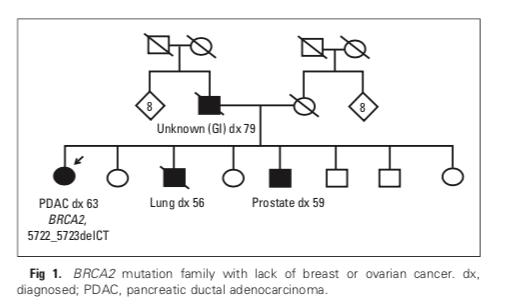 8
8
Unknown (GI) dx 79
PDAC dx 63
BRCA2,
5722_5723delCT
Lung dx 56
Prostate dx 59
Fig 1. BRCA2 mutation family with lack of breast or ovarian cancer. dx,
diagnosed; PDAC, pancreatic ductal adenocarcinoma.